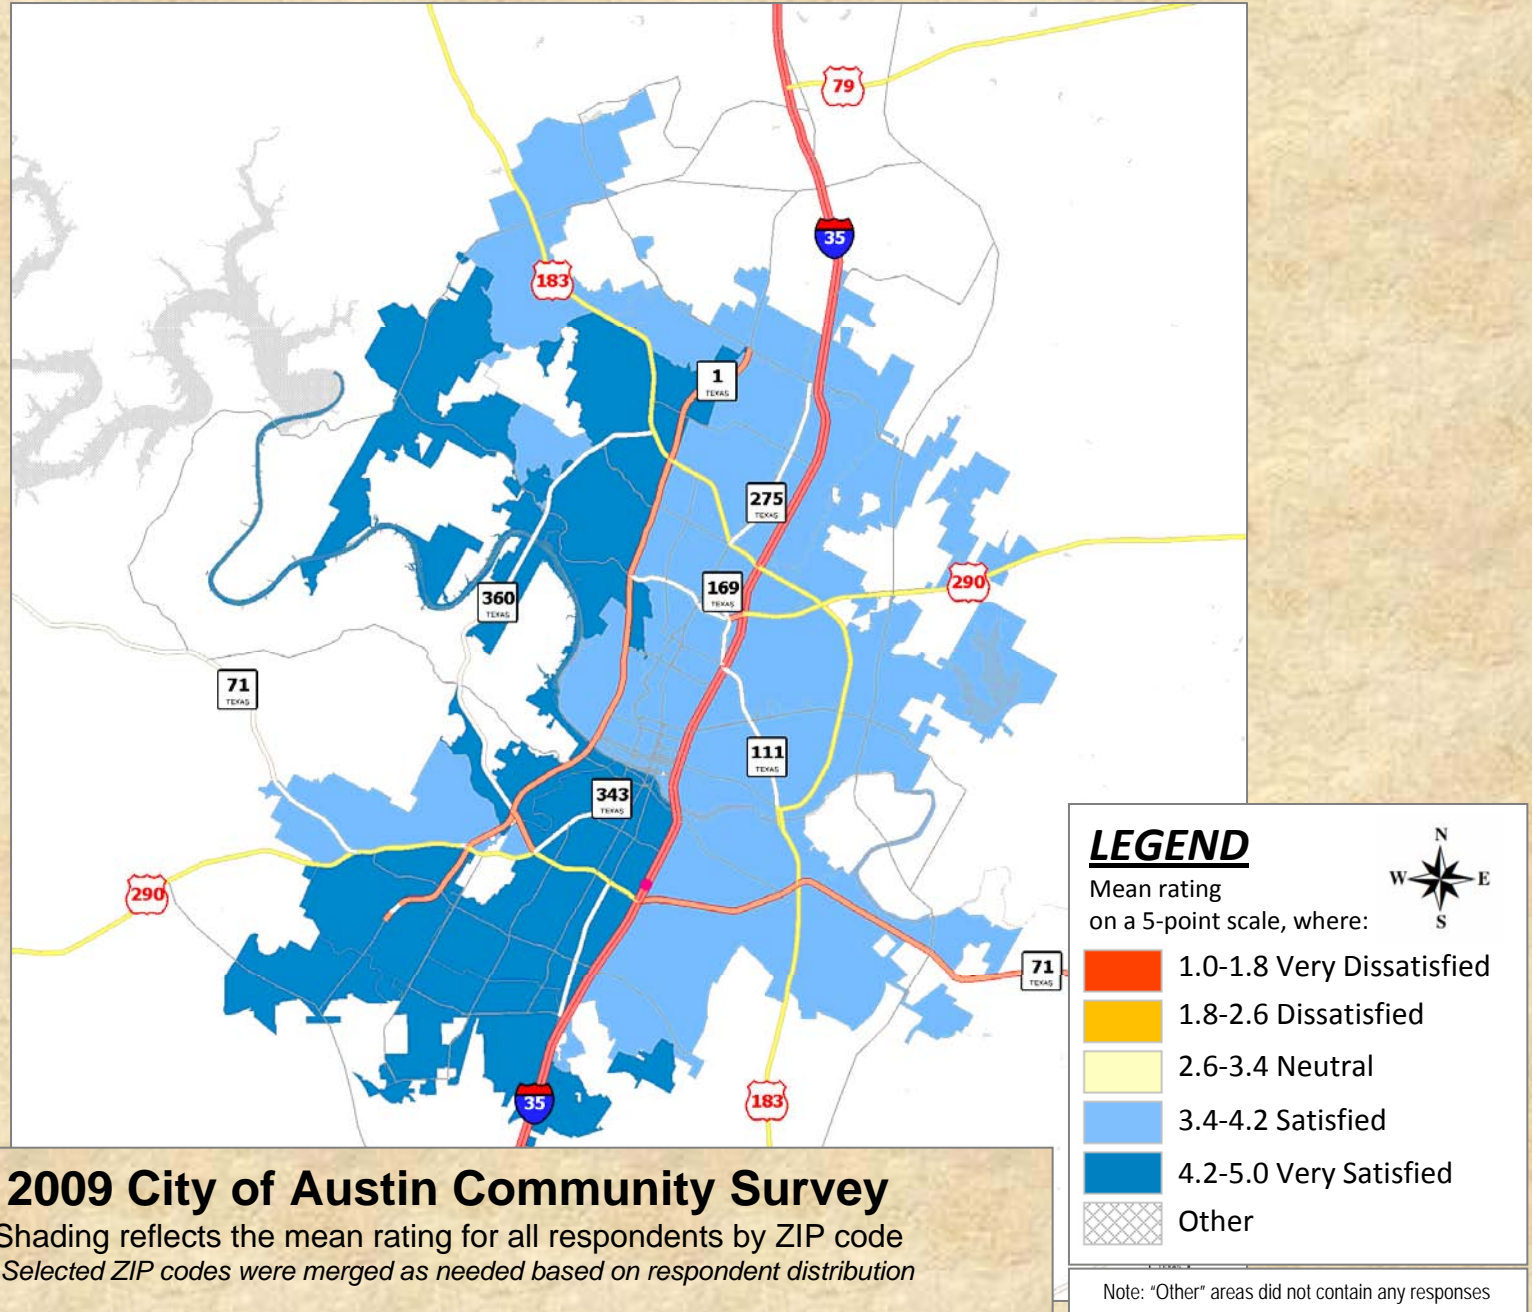 79
35
183
1
TEXAS
275
TEXAS
169
TEXAS
290
360
TEXAS
71
TEXAS
111
TEXAS
343
TEXAS
290
71
TEXAS
35
183
LEGEND
Mean rating
on a 5-point scale, where:
N
W E
S
1.0-1.8 Very Dissatisfied
1.8-2.6 Dissatisfied
2.6-3.4 Neutral
3.4-4.2 Satisfied
4.2-5.0 Very Satisfied
Other
Note: "Other" areas did not contain any responses
2009 City of Austin Community Survey
Shading reflects the mean rating for all respondents by ZIP code
Selected ZIP codes were merged as needed based on respondent distribution